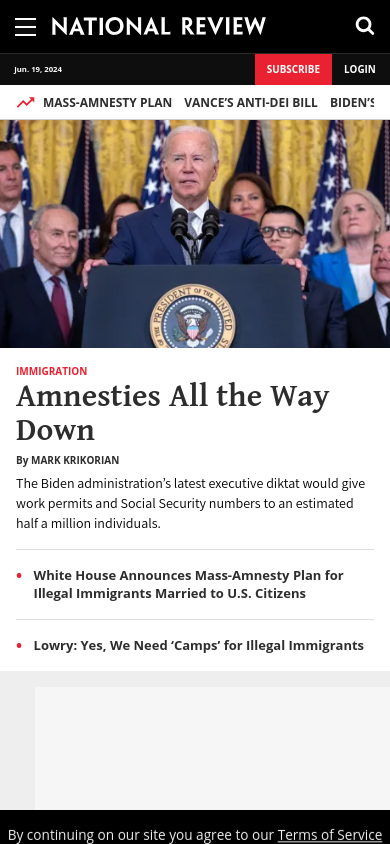 NATIONAL REVIEW
Jun. 19, 2024
SUBSCRIBE
LOGIN
MASS-AMNESTY PLAN VANCE'S ANTI-DEI BILL BIDEN'S
PRESIDENT OF THE UNITED
IMMIGRATION
Amnesties All the Way
Down
By MARK KRIKORIAN
The Biden administration’s latest executive diktat would give
work permits and Social Security numbers to an estimated
half a million individuals.
• White House Announces Mass-Amnesty Plan for
Illegal Immigrants Married to U.S. Citizens
• Lowry: Yes, We Need ‘Camps’ for Illegal Immigrants
By continuing on our site you agree to our Terms of Service